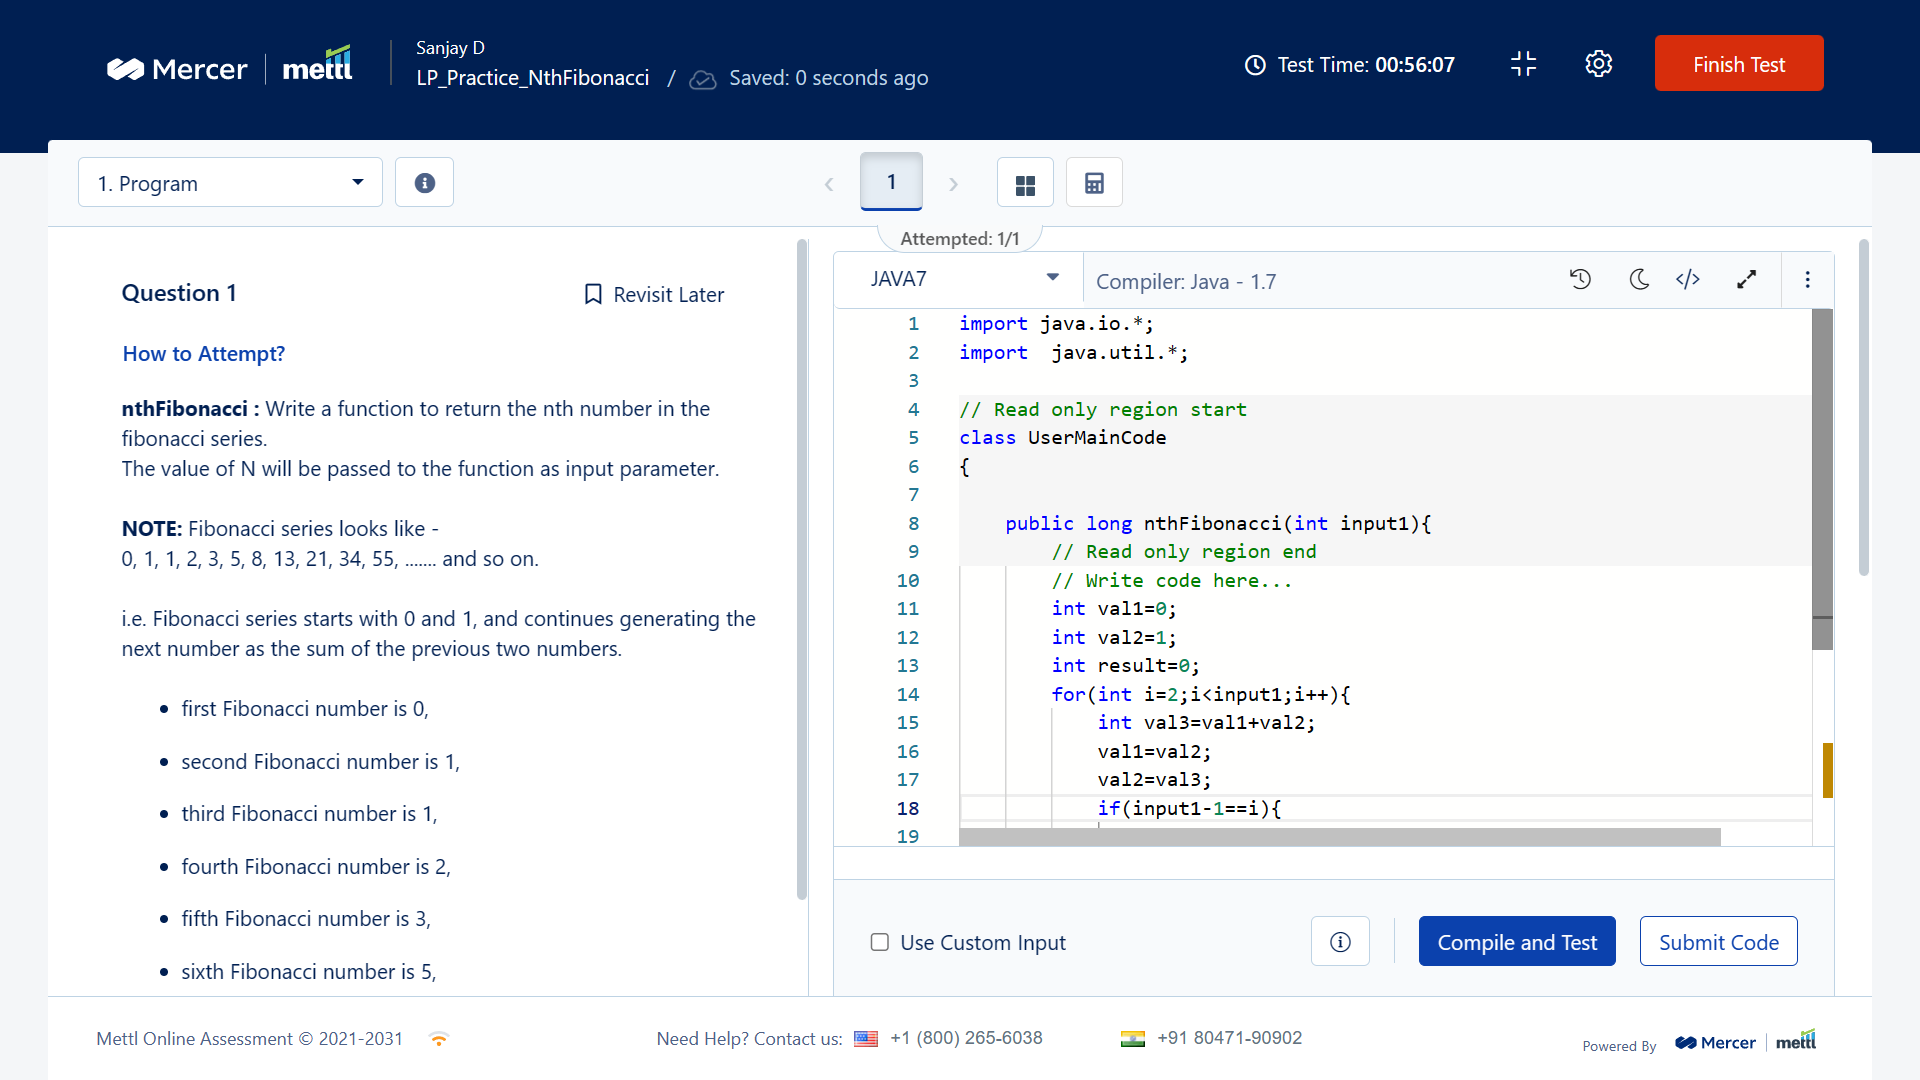 Mercer mettl
Sanjay D
LP_Practice_NthFibonacci / Saved: 0 seconds ago
Test Time: 00:56:07
Finish Test
1. Program
1
Attempted: 1/1
Question 1
Revisit Later
How to Attempt?
nthFibonacci : Write a function to return the nth number in the
fibonacci series.
The value of N will be passed to the function as input parameter.
NOTE: Fibonacci series looks like -
0, 1, 1, 2, 3, 5, 8, 13, 21, 34, 55, ....... and so on.
i.e. Fibonacci series starts with 0 and 1, and continues generating the
next number as the sum of the previous two numbers.
• first Fibonacci number is 0,
• second Fibonacci number is 1,
• third Fibonacci number is 1,
• fourth Fibonacci number is 2,
• fifth Fibonacci number is 3,
• sixth Fibonacci number is 5,
JAVA7
Compiler: Java - 1.7
1 import java.io.*;
2 import  java.util.*;
3
4 // Read only region start
5 class UserMainCode
6 {
7
8     public long nthFibonacci(int input1){
9         // Read only region end
10         // Write code here...
11         int val1=0;
12         int val2=1;
13         int result=0;
14         for(int i=2;i<input1;i++){
15             int val3=val1+val2;
16             val1=val2;
17             val2=val3;
18             if(input1-1==i){
19
Use Custom Input
Compile and Test
Submit Code
Mettl Online Assessment © 2021-2031
Need Help? Contact us: +1 (800) 265-6038
+91 80471-90902
Powered By Mercer mettl